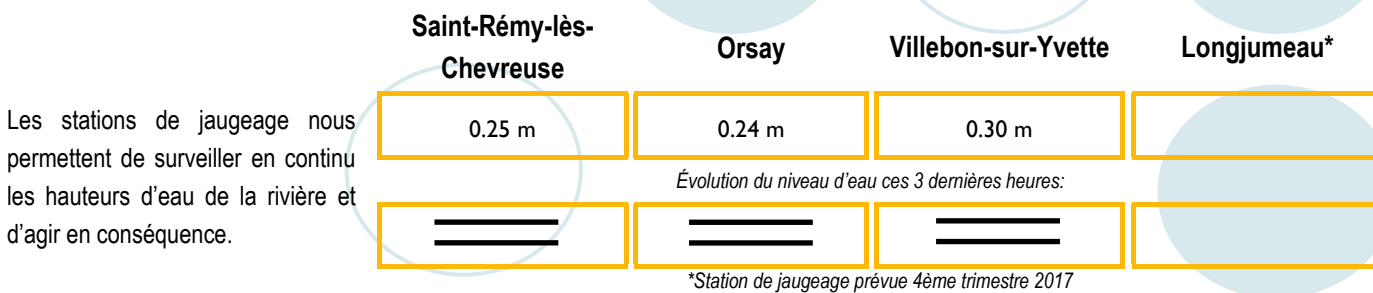 Saint-Rémy-lès-
Chevreuse
Orsay
Villebon-sur-Yvette
Longjumeau*
Les stations de jaugeage nous
permettent de surveiller en continu
les hauteurs d’eau de la rivière et
d’agir en conséquence.
0.25 m
0.24 m
0.30 m
Évolution du niveau d’eau ces 3 dernières heures:
*Station de jaugeage prévue 4ème trimestre 2017